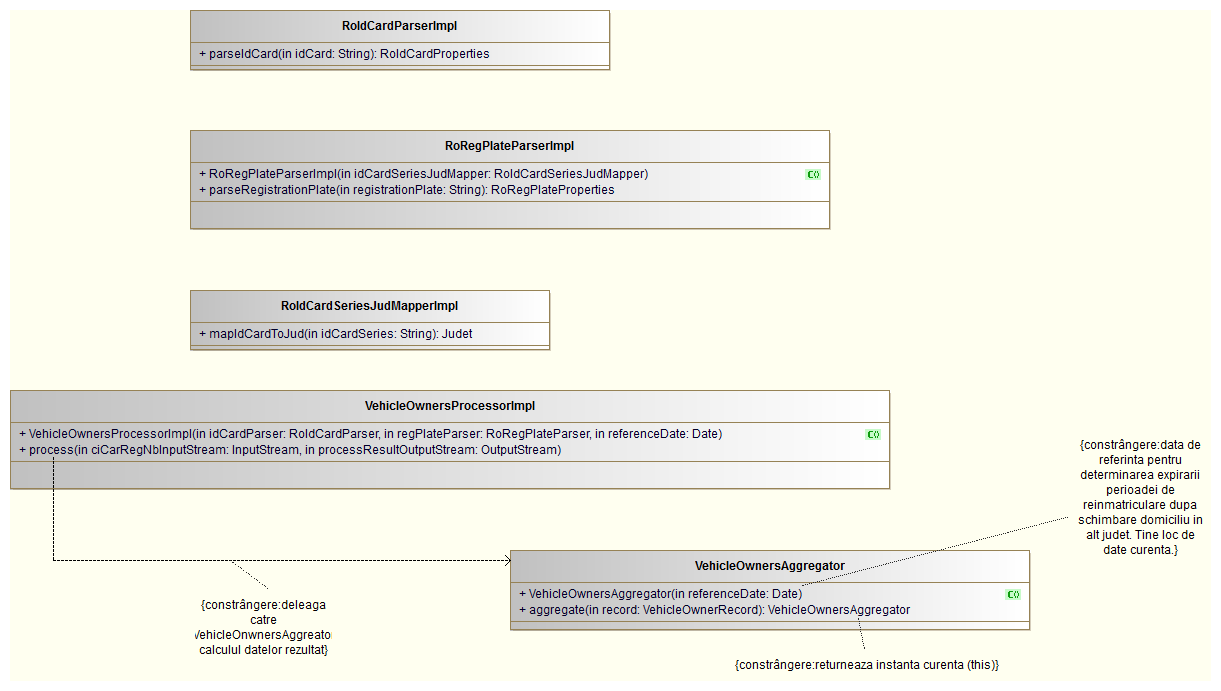 RoIdCardParserImpl
+ parseIdCard(in idCard: String): RoIdCardProperties
RoRegPlateParserImpl
+ RoRegPlateParserImpl(in idCardSeriesJudMapper: RoIdCardSeriesJudMapper)
C()
+ parseRegistrationPlate(in registrationPlate: String): RoRegPlateProperties
RoIdCardSeriesJudMapperImpl
+ mapIdCardToJud(in idCardSeries: String): Judet
VehicleOwnersProcessorImpl
+ VehicleOwnersProcessorImpl(in idCardParser: RoIdCardParser, in regPlateParser: RoRegPlateParser, in referenceDate: Date)
C()
+ process(in ciCarRegNbInputStream: InputStream, in processResultOutputStream: OutputStream)
{constrângere:data de
referinta pentru
determinarea expirarii
perioadei de
reinmatriculare dupa
schimbare domiciliu in
alt judet. Tine loc de
date curenta.}
VehicleOwnersAggregator
+ VehicleOwnersAggregator(in referenceDate: Date)
C()
+ aggregate(in record: VehicleOwnerRecord): VehicleOwnersAggregator
{constrângere:deleaga
catre
VehicleOnwnersAggreato
calculul datelor rezultat}
{constrângere:returneaza instanta curenta (this)}